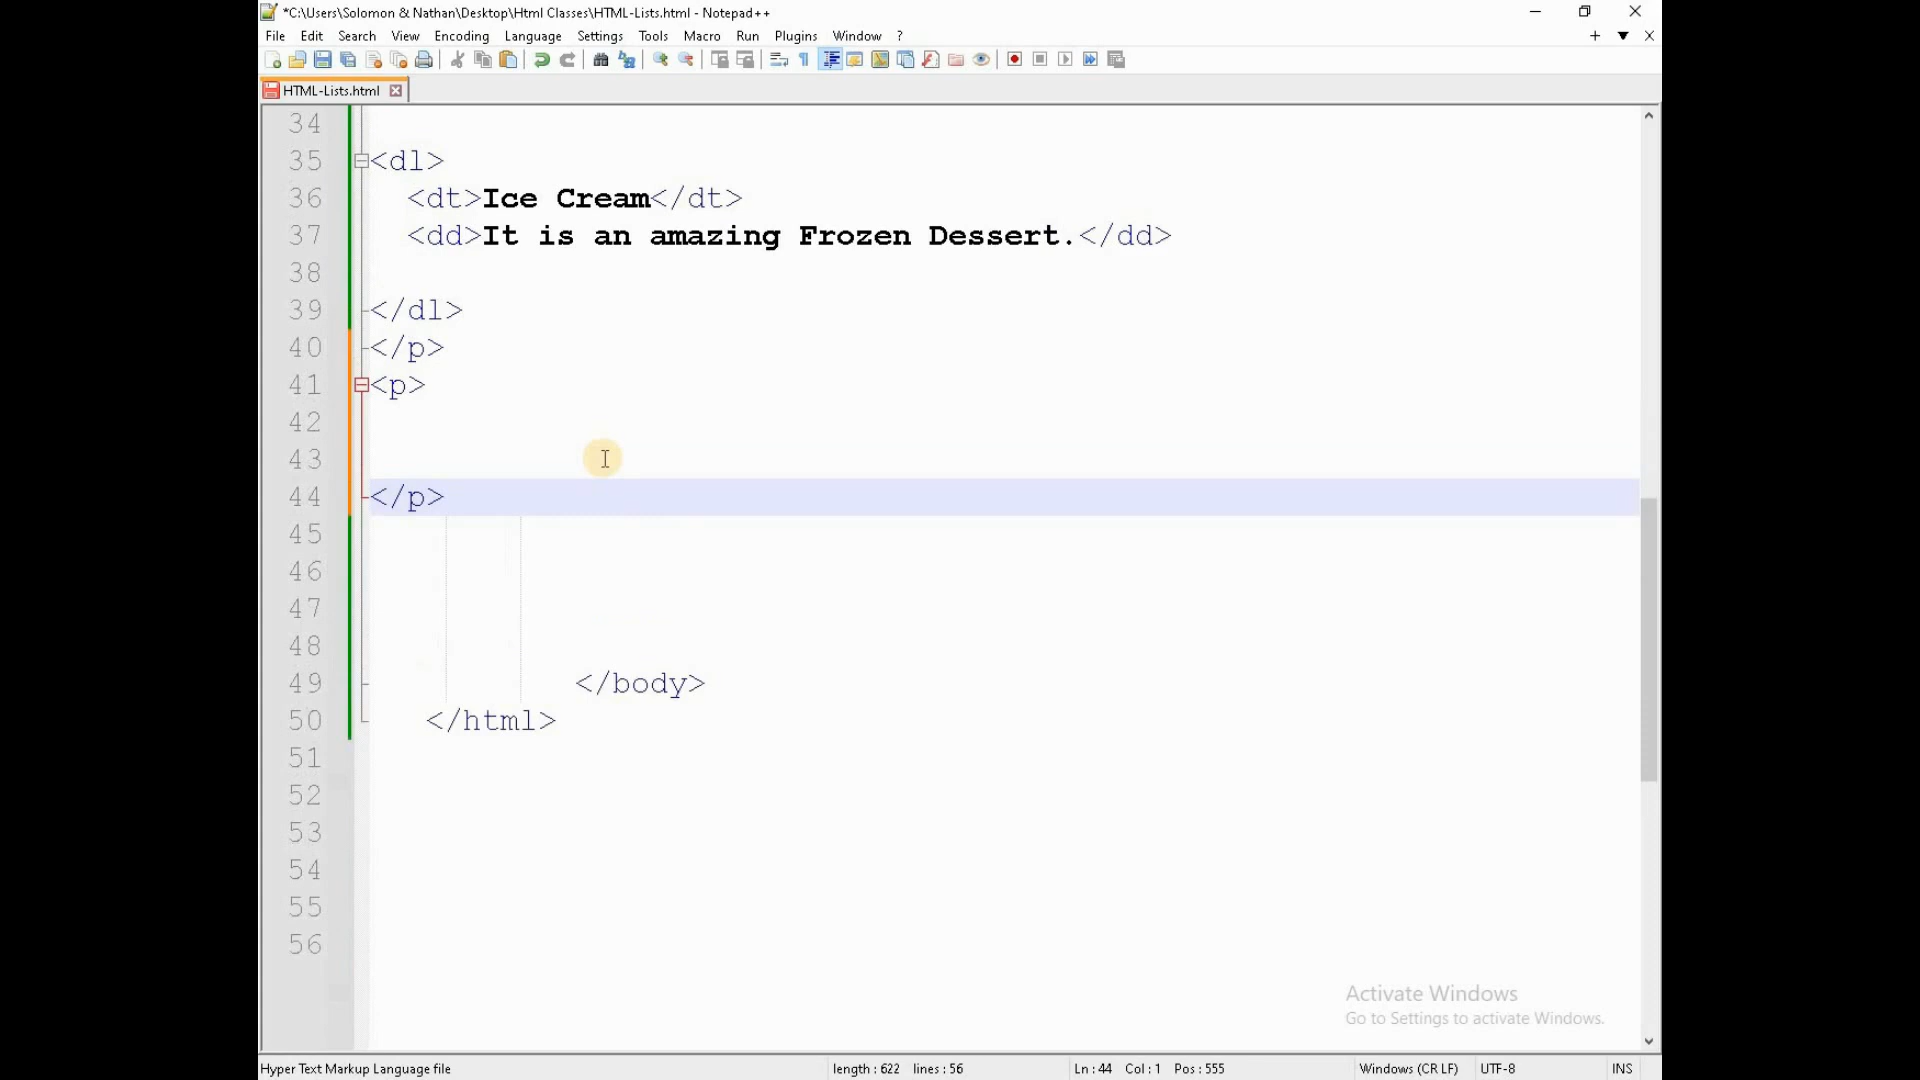 *C:\Users\Solomon & Nathan\Desktop\Html Classes\HTML-Lists.html - Notepad++
File Edit Search View Encoding Language Settings Tools Macro Run Plugins Window ?
HTML-Lists.html
34
35 <dl>
36 <dt>Ice Cream</dt>
37 <dd>It is an amazing Frozen Dessert.</dd>
38
39 </dl>
40 </p>
41 <p>
42
43
44 </p>
45
46
47
48
49 </body>
50 </html>
51
52
53
54
55
56
Activate Windows
Go to Settings to activate Windows.
Hyper Text Markup Language file length : 622 lines : 56 Ln : 44 Col : 1 Pos : 555 Windows (CR LF) UTF-8 INS